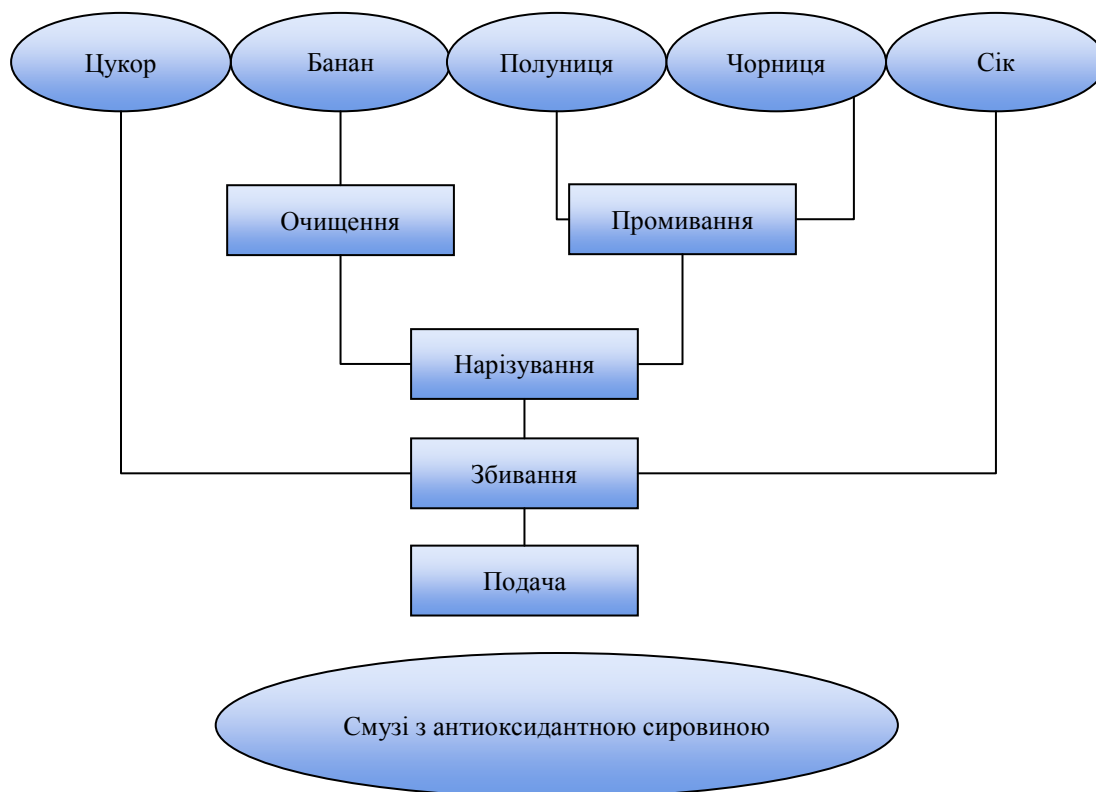 Цукор
Банан
Полуниця
Чорниця
Сік
Очищення
Промивання
Нарізування
Збивання
Подача
Смузі з антиоксидантною сировиною